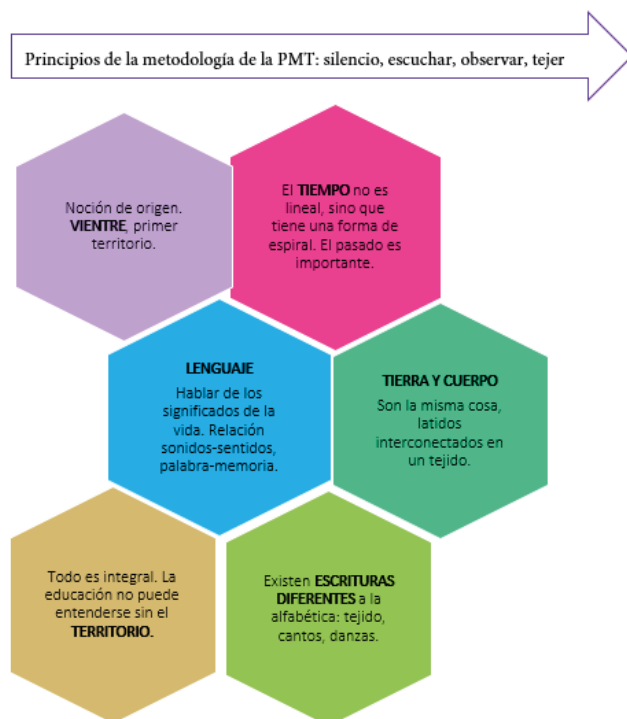 Principios de la metodología de la PMT: silencio, escuchar, observar, tejer
Noción de origen.
VIENTRE, primer
territorio.
El TIEMPO no es
lineal, sino que
tiene una forma de
espiral. El pasado es
importante.
LENGUAJE
Hablar de los
significados de la
vida. Relación
sonidos-sentidos,
palabra-memoria.
TIERRA Y CUERPO
Son la misma cosa,
latidos
interconectados en
un tejido.
Todo es integral. La
educación no puede
entenderse sin el
TERRITORIO.
Existen ESCRITURAS
DIFERENTES a la
alfabética: tejido,
cantos, danzas.